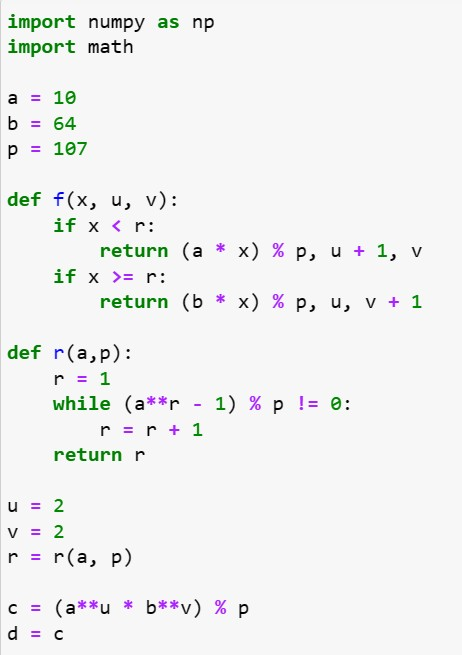 import numpy as np
import math
a = 10
b = 64
p = 107
def f(x, u, v):
    if x < r:
        return (a * x) % p, u + 1, v
    if x >= r:
        return (b * x) % p, u, v + 1
def r(a,p):
    r = 1
    while (a**r - 1) % p != 0:
        r = r + 1
    return r
u = 2
v = 2
r = r(a, p)
c = (a**u * b**v) % p
d = c